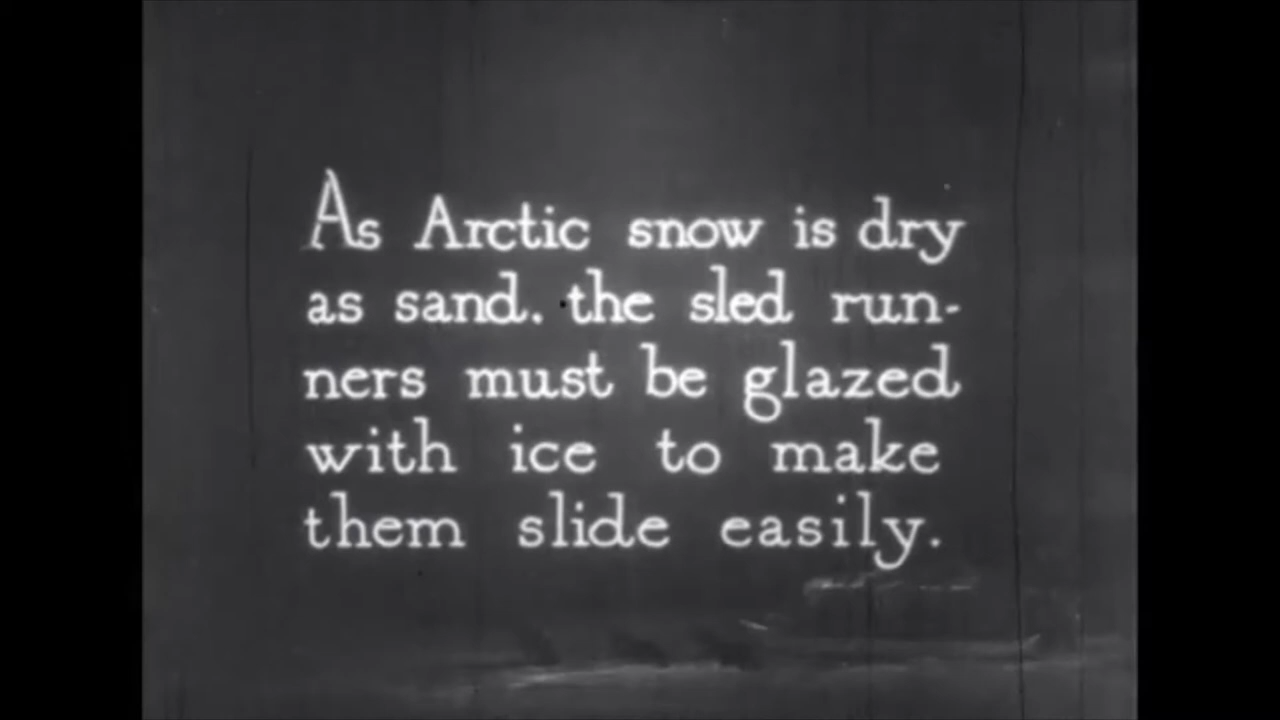 As Arctic snow is dry
as sand. the sled run-
ners must be glazed
with ice to make
them slide easily.